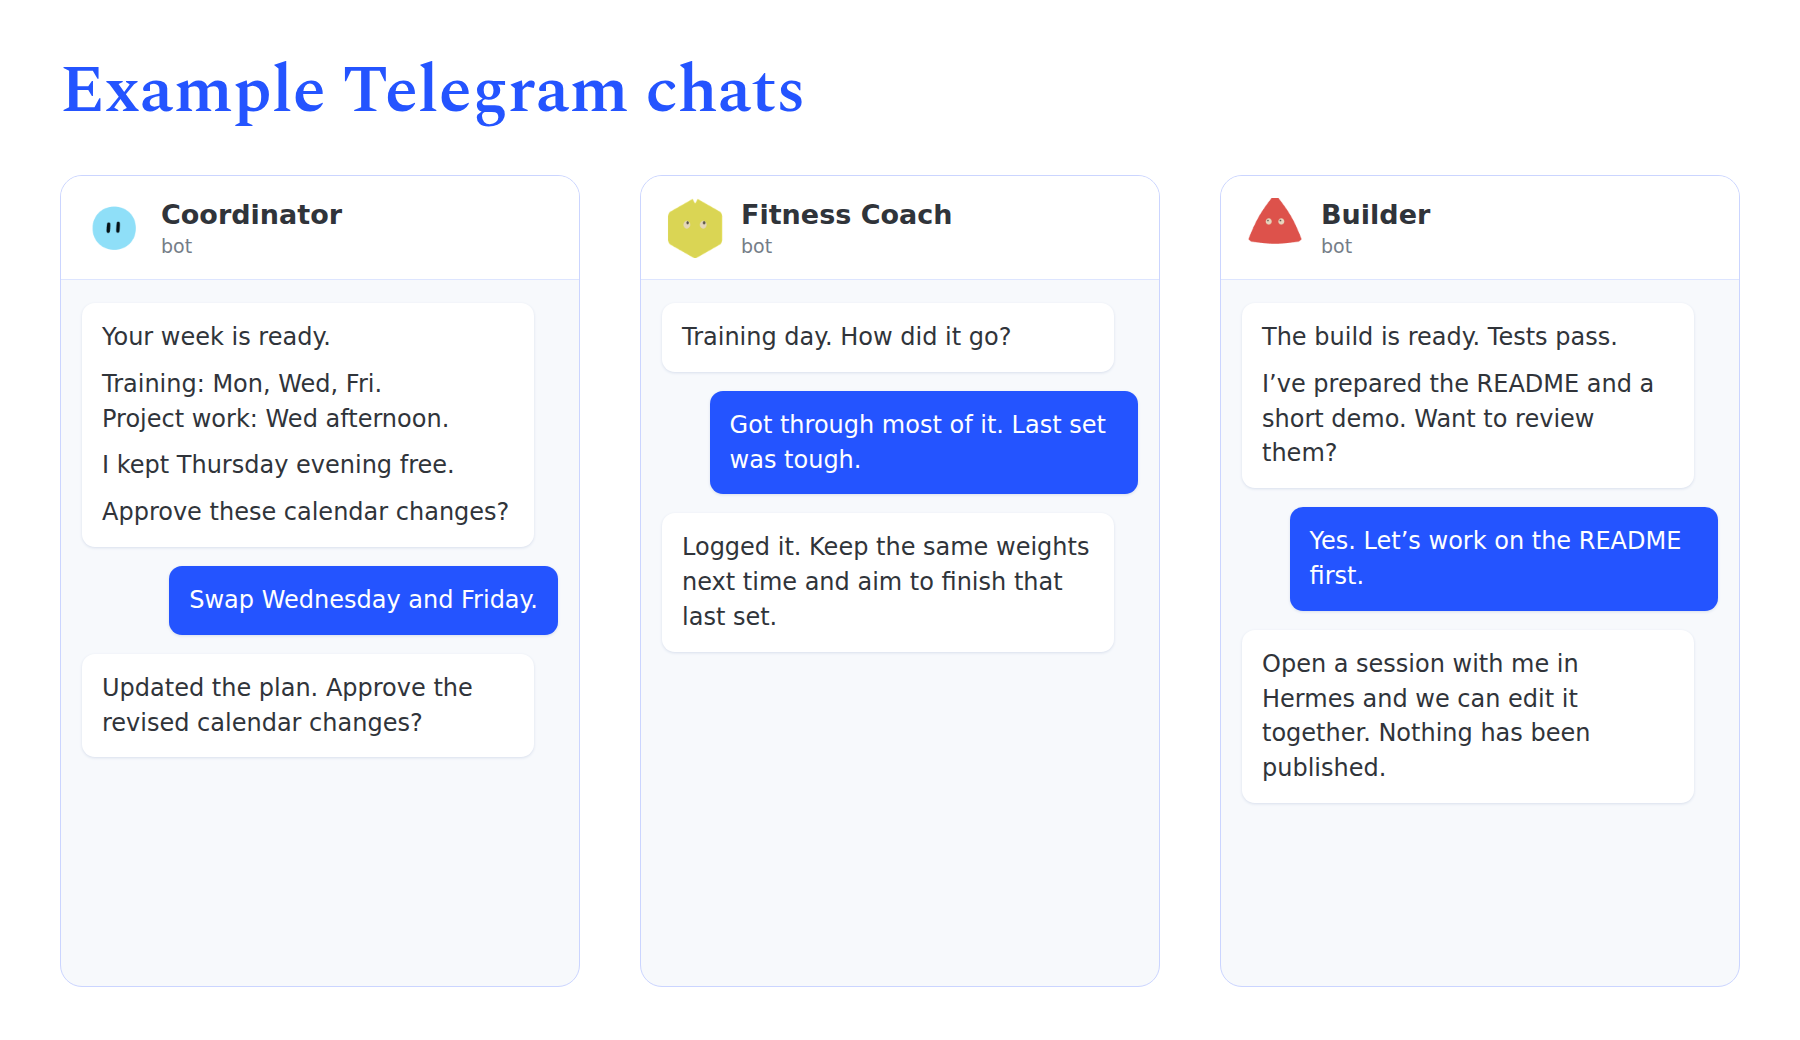 Example Telegram chats
Coordinator
bot
Your week is ready.
Training: Mon, Wed, Fri.
Project work: Wed afternoon.
I kept Thursday evening free.
Approve these calendar changes?
Swap Wednesday and Friday.
Updated the plan. Approve the
revised calendar changes?
Fitness Coach
bot
Training day. How did it go?
Got through most of it. Last set
was tough.
Logged it. Keep the same weights
next time and aim to finish that
last set.
Builder
bot
The build is ready. Tests pass.
I’ve prepared the README and a
short demo. Want to review
them?
Yes. Let’s work on the README
first.
Open a session with me in
Hermes and we can edit it
together. Nothing has been
published.